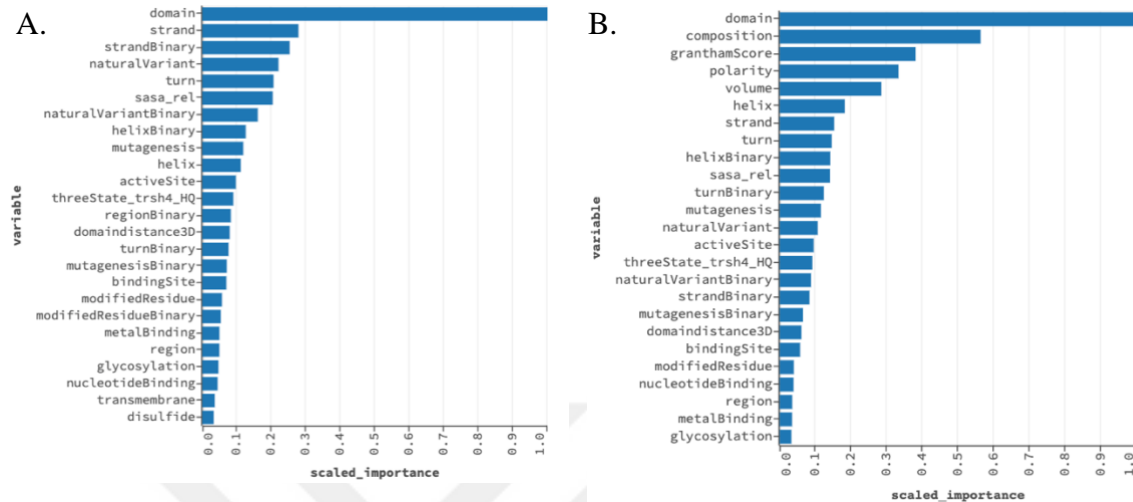 A.
variable
domain
strand
strandBinary
naturalVariant
turn
sasa_rel
naturalVariantBinary
helixBinary
mutagenesis
helix
activeSite
threeState_trsh4_HQ
regionBinary
domaindistance3D
turnBinary
mutagenesisBinary
bindingSite
modifiedResidue
modifiedResidueBinary
metalBinding
region
glycosylation
nucleotideBinding
transmembrane
disulfide
0.0 0.1 0.2 0.3 0.4 0.5 0.6 0.7 0.8 0.9 1.0
scaled_importance
B.
variable
domain
composition
granthamScore
polarity
volume
helix
strand
turn
helixBinary
sasa_rel
turnBinary
mutagenesis
naturalVariant
activeSite
threeState_trsh4_HQ
naturalVariantBinary
strandBinary
mutagenesisBinary
domaindistance3D
bindingSite
modifiedResidue
nucleotideBinding
region
metalBinding
glycosylation
0.0 0.1 0.2 0.3 0.4 0.5 0.6 0.7 0.8 0.9 1.0
scaled_importance